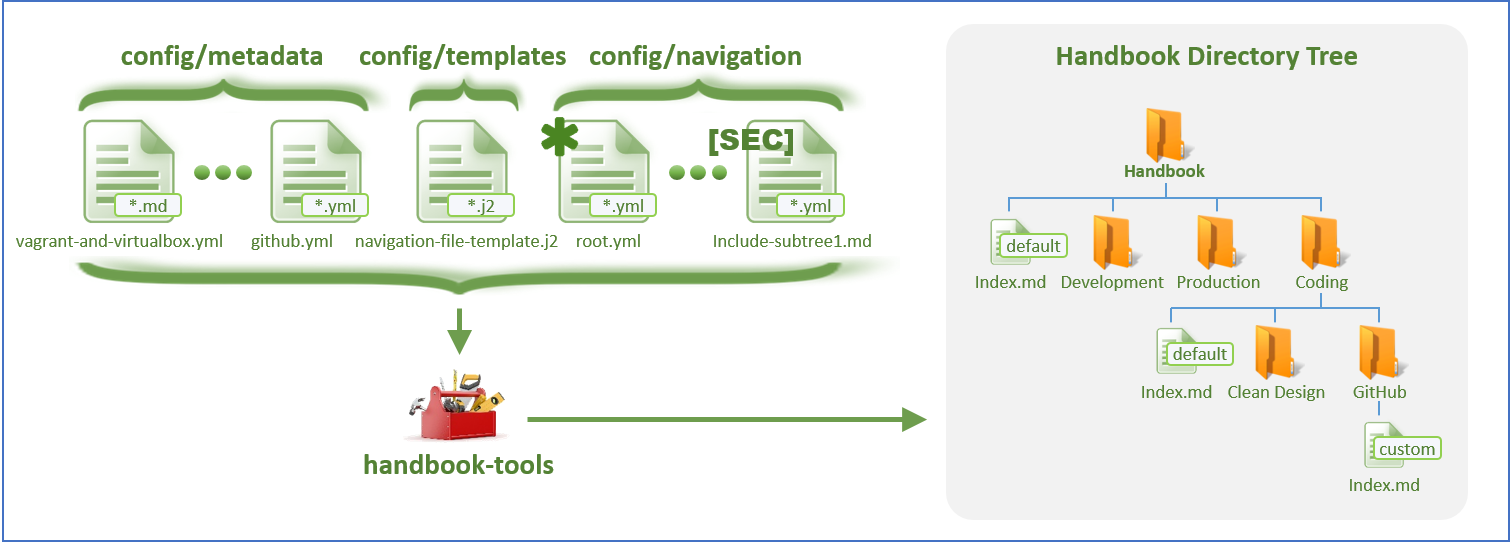 config/metadata
config/templates
config/navigation
Handbook Directory Tree
[SEC]
*.md
*.yml
*.j2
*.yml
*.yml
vagrant-and-virtualbox.yml
github.yml
navigation-file-template.j2
root.yml
Include-subtree1.md
handbook-tools
Handbook
default
Index.md
Development
Production
Coding
default
Index.md
Clean Design
GitHub
custom
Index.md